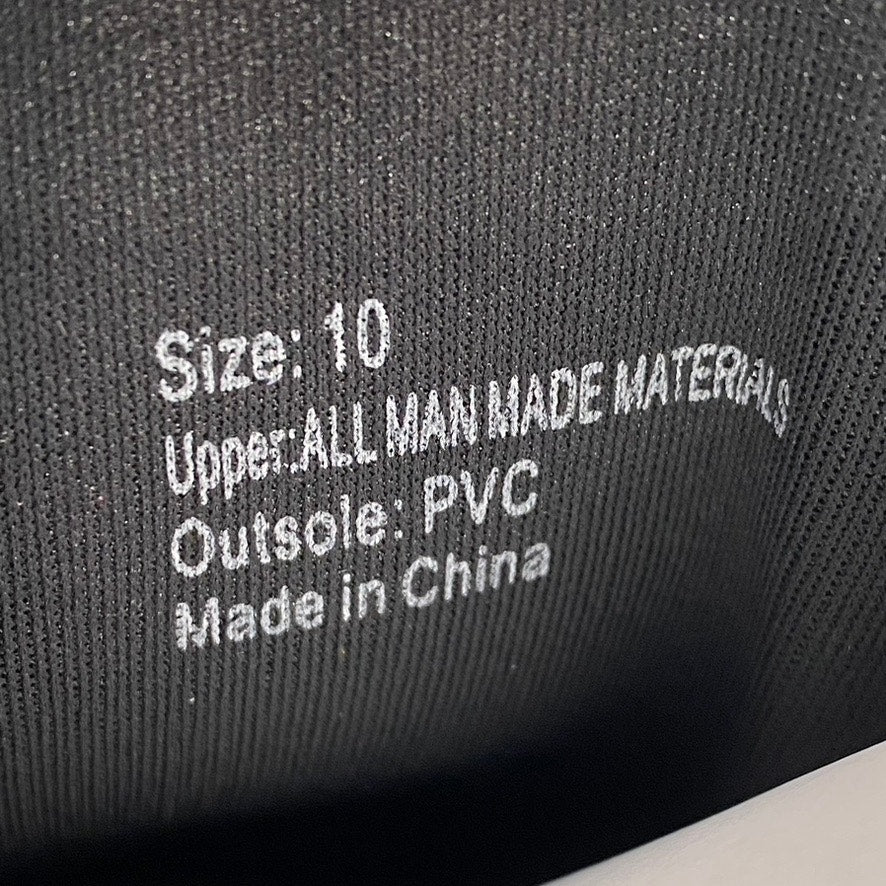 Size: 10
Upper:ALL MAN MADE MATERIALS
Outsole: PVC
Made in China